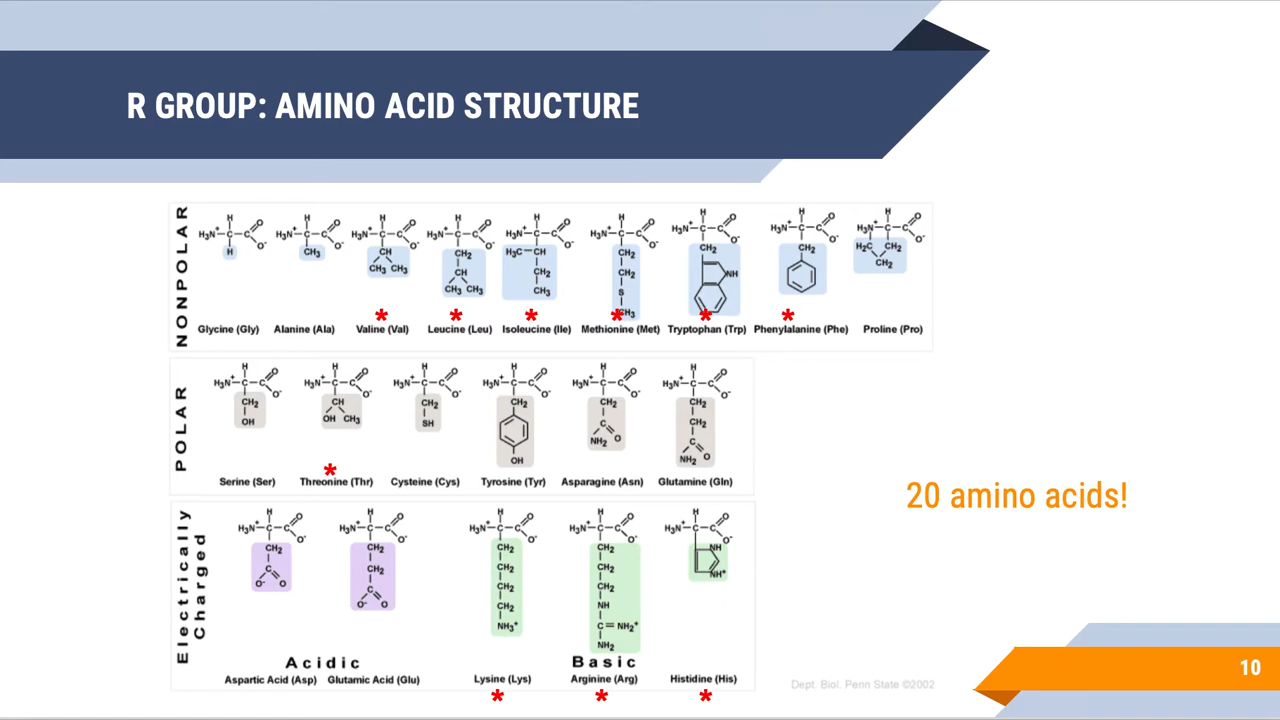 R GROUP: AMINO ACID STRUCTURE
NONPOLAR
Glycine (Gly) Alanine (Ala) Valine (Val) Leucine (Leu) Isoleucine (Ile) Methionine (Met) Tryptophan (Trp) Phenylalanine (Phe) Proline (Pro)
* * * * * *
POLAR
Serine (Ser) Threonine (Thr) Cysteine (Cys) Tyrosine (Tyr) Asparagine (Asn) Glutamine (Gln)
*
20 amino acids!
Electrically
Charged
Acidic Basic
Aspartic Acid (Asp) Glutamic Acid (Glu) Lysine (Lys) Arginine (Arg) Histidine (His)
* * *
Dept. Biol. Penn State ©2002
10